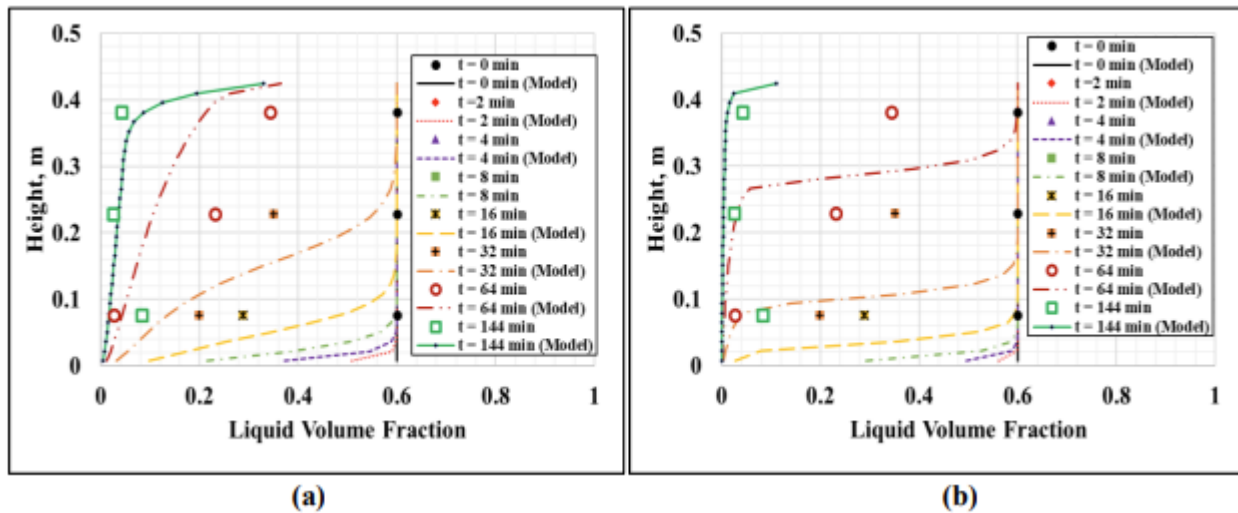 0.5
0.4
0.3
0.2
0.1
0
Height, m
0
0.2
0.4
0.6
0.8
1
Liquid Volume Fraction
t = 0 min
t = 0 min (Model)
t =2 min
t = 2 min (Model)
t = 4 min
t = 4 min (Model)
t = 8 min
t = 8 min
t = 16 min
t = 16 min (Model)
t = 32 min
t = 32 min (Model)
t = 64 min
t = 64 min (Model)
t = 144 min
t = 144 min (Model)
(a)
0.5
0.4
0.3
0.2
0.1
0
Height, m
0
0.2
0.4
0.6
0.8
1
Liquid Volume Fraction
t = 0 min
t = 0 min (Model)
t = 2 min
t = 2 min (Model)
t = 4 min
t = 4 min (Model)
t = 8 min
t = 8 min (Model)
t = 16 min
t = 16 min (Model)
t = 32 min
t = 32 min (Model)
t = 64 min
t = 64 min (Model)
t = 144 min
t = 144 min (Model)
(b)